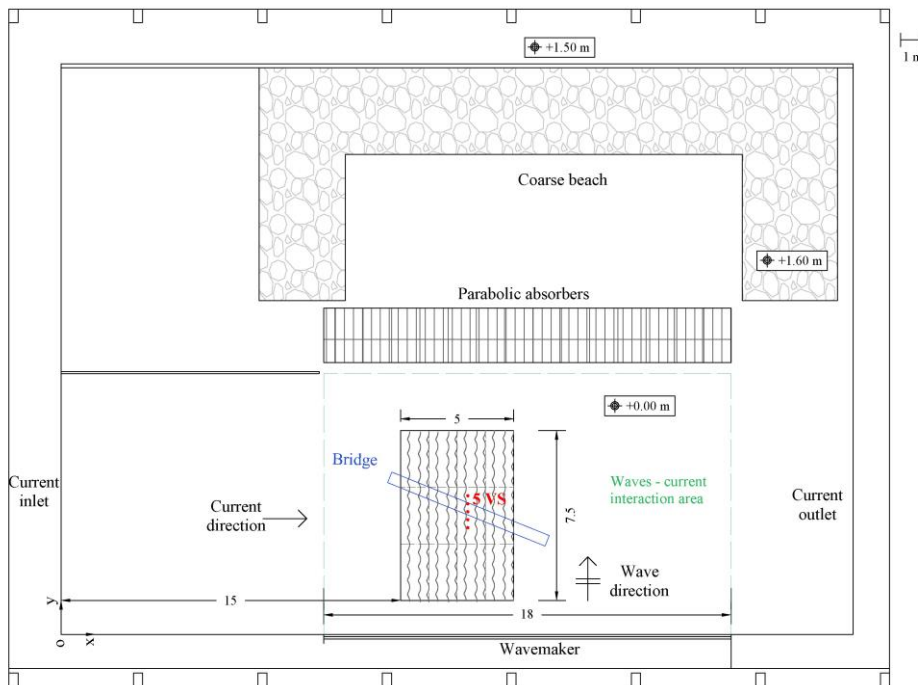 +1.50 m
1 m
Coarse beach
+1.60 m
Parabolic absorbers
+0.00 m
5
Bridge
Current
inlet
5 VS
Waves - current
interaction area
Current
outlet
Current
direction
7.5
Wave
direction
15
18
y
o
x
Wavemaker